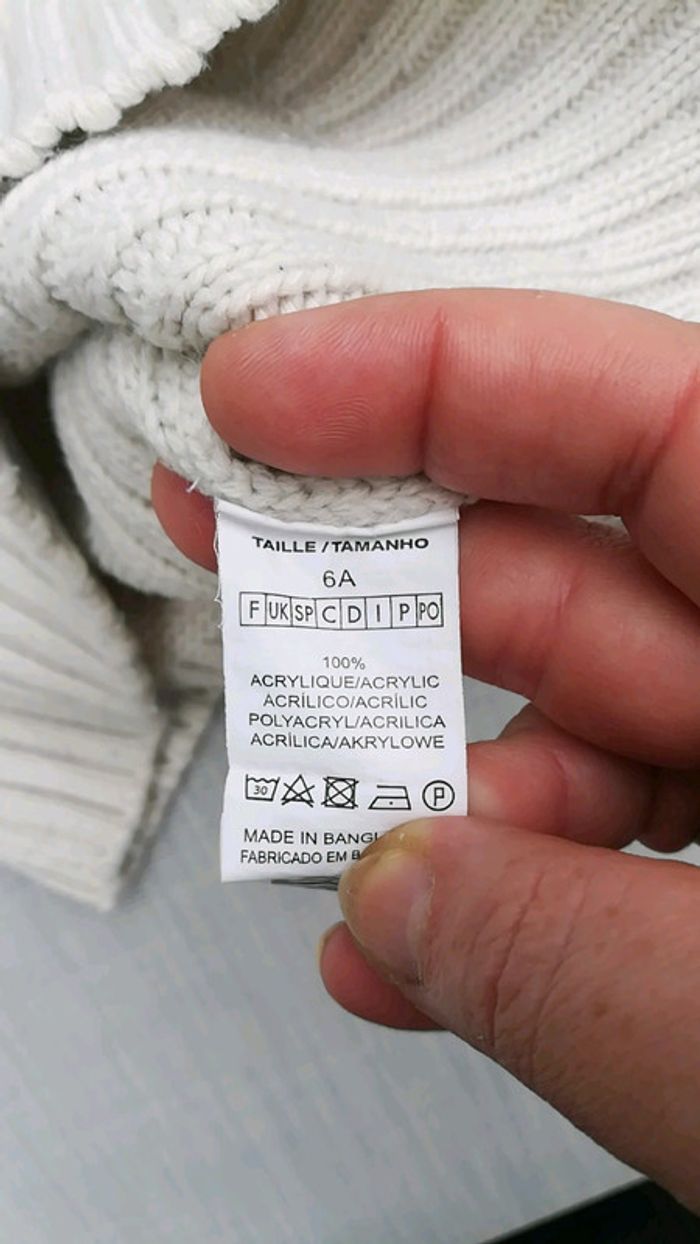 TAILLE / TAMANHO
6A
F UK SP C D I P PO
100%
ACRYLIQUE/ACRYLIC
ACRÍLICO/ACRÍLIC
POLYACRYL/ACRILICA
ACRÍLICA/AKRYLOWE
30 P
MADE IN
FABRICADO EM